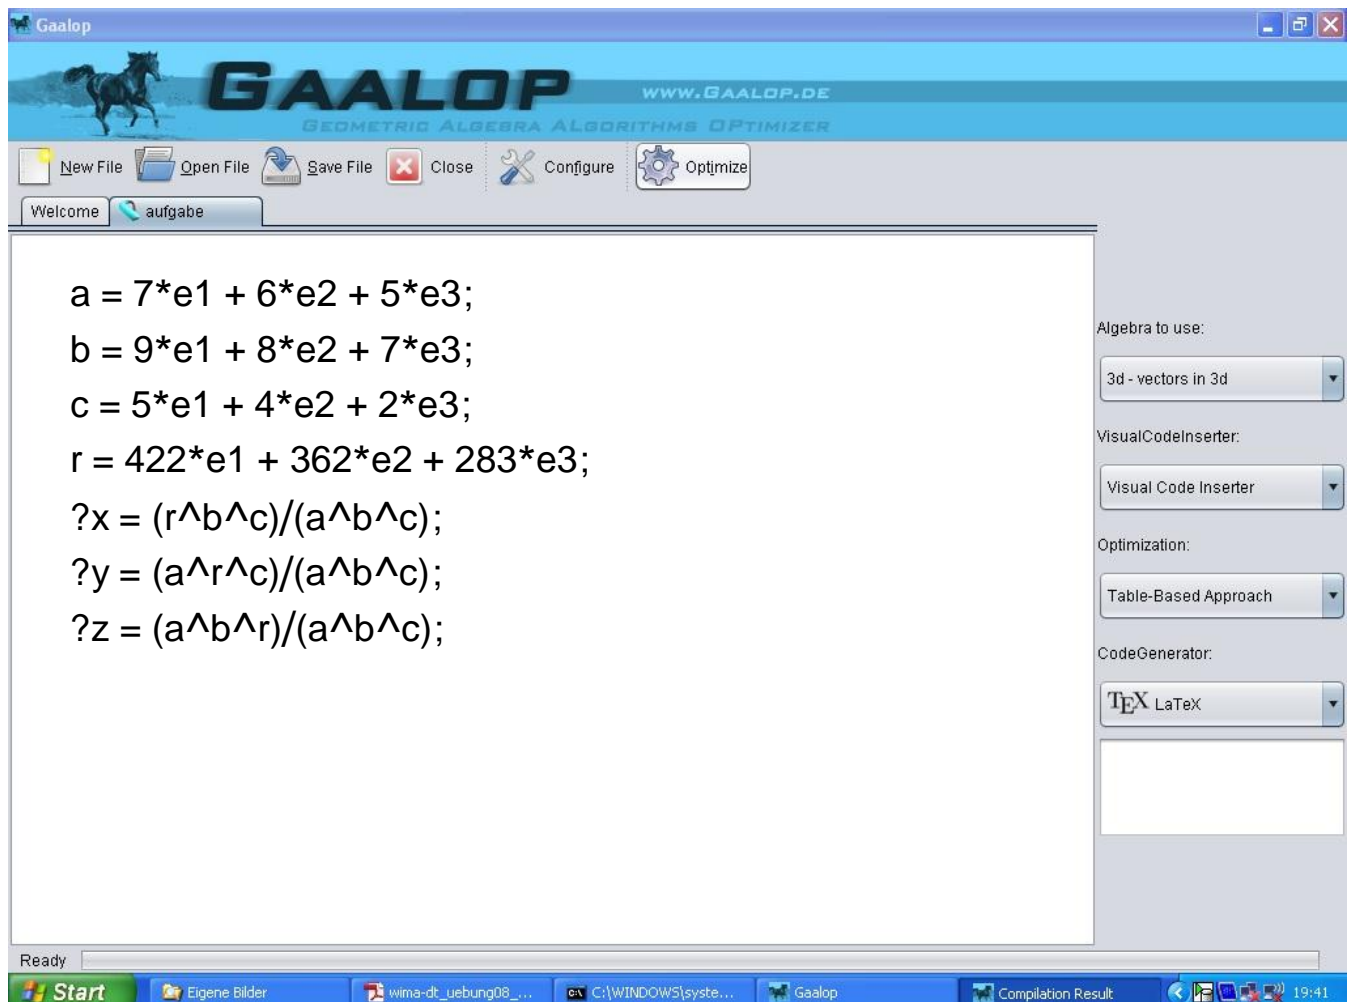 Gaalop
GAALOP
WWW.GAALOP.DE
GEOMETRIC ALGEBRA ALGORITHMS OPTIMIZER
New File Open File Save File Close Configure Optimize
Welcome aufgabe
a = 7*e1 + 6*e2 + 5*e3;
b = 9*e1 + 8*e2 + 7*e3;
c = 5*e1 + 4*e2 + 2*e3;
r = 422*e1 + 362*e2 + 283*e3;
?x = (r^b^c)/(a^b^c);
?y = (a^r^c)/(a^b^c);
?z = (a^b^r)/(a^b^c);
Algebra to use:
3d - vectors in 3d
VisualCodeInserter:
Visual Code Inserter
Optimization:
Table-Based Approach
CodeGenerator:
TEX LaTeX
Ready
Start Eigene Bilder wima-dt_uebung08_... C:\WINDOWS\syste... Gaalop Compilation Result 19:41